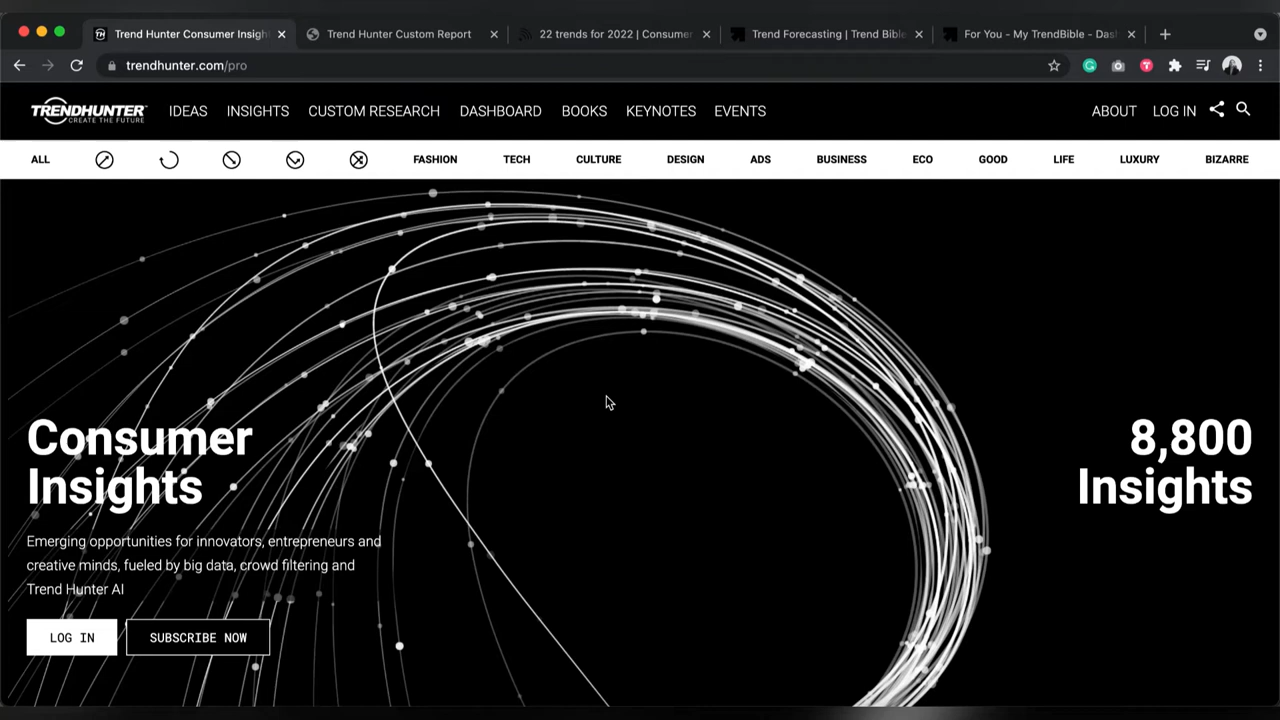 Trend Hunter Consumer Insigh
Trend Hunter Custom Report
22 trends for 2022 | Consumer
Trend Forecasting | Trend Bible
For You - My TrendBible - Das
trendhunter.com/pro
TRENDHUNTER
CREATE THE FUTURE
IDEAS
INSIGHTS
CUSTOM RESEARCH
DASHBOARD
BOOKS
KEYNOTES
EVENTS
ABOUT
LOG IN
ALL
FASHION
TECH
CULTURE
DESIGN
ADS
BUSINESS
ECO
GOOD
LIFE
LUXURY
BIZARRE
Consumer
Insights
8,800
Insights
Emerging opportunities for innovators, entrepreneurs and
creative minds, fueled by big data, crowd filtering and
Trend Hunter AI
LOG IN
SUBSCRIBE NOW